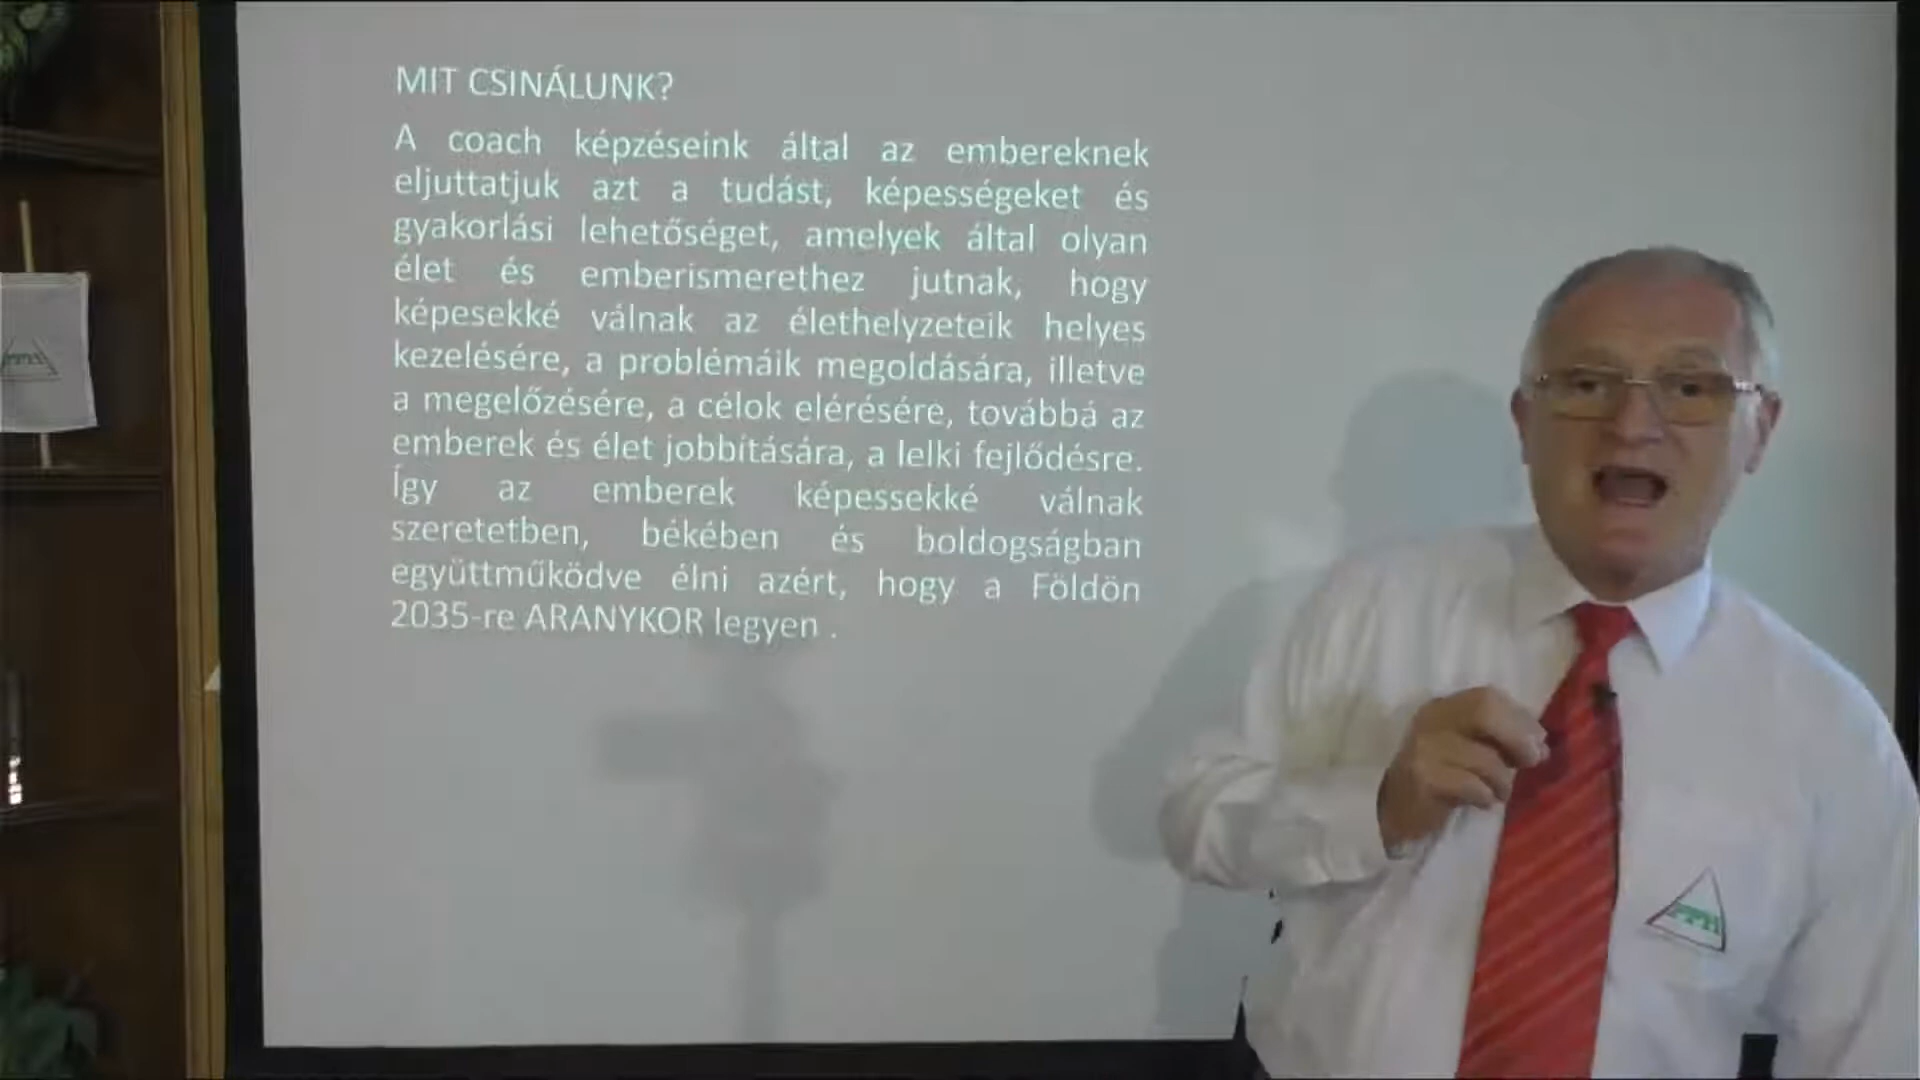 MIT CSINÁLUNK?
A coach képzéseink által az embereknek
eljuttatjuk azt a tudást, képességeket és
gyakorlási lehetőséget, amelyek által olyan
élet és emberismerethez jutnak, hogy
képesekké válnak az élethelyzeteik helyes
kezelésére, a problémáik megoldására, illetve
a megelőzésére, a célok elérésére, továbbá az
emberek és élet jobbítására, a lelki fejlődésre.
Így az emberek képessekké válnak
szeretetben, békében és boldogságban
együttműködve élni azért, hogy a Földön
2035-re ARANYKOR legyen .